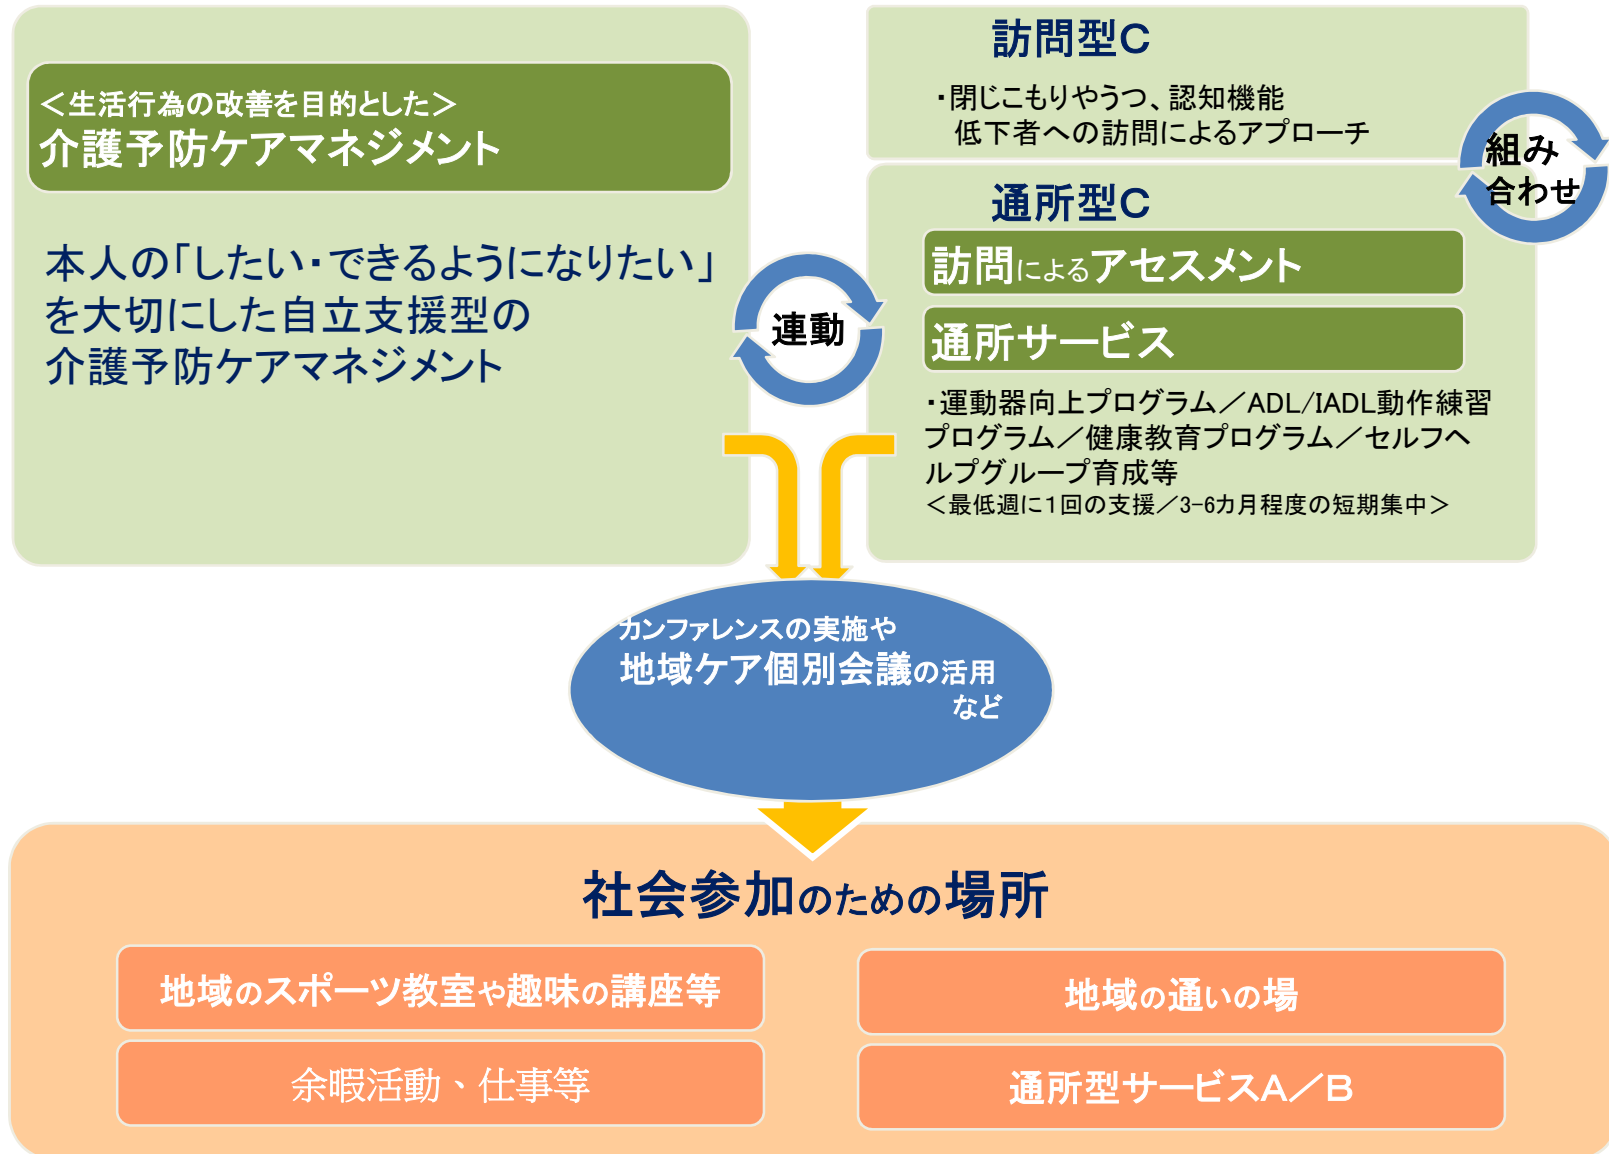 ＜生活行為の改善を目的とした＞
介護予防ケアマネジメント
本人の「したい・できるようになりたい」
を大切にした自立支援型の
介護予防ケアマネジメント
連動
訪問型Ｃ
・閉じこもりやうつ、認知機能
低下者への訪問によるアプローチ
組み
合わせ
通所型Ｃ
訪問によるアセスメント
通所サービス
・運動器向上プログラム／ADL/IADL動作練習
プログラム／健康教育プログラム／セルフヘ
ルプグループ育成等
＜最低週に１回の支援／3-6カ月程度の短期集中＞
カンファレンスの実施や
地域ケア個別会議の活用
など
社会参加のための場所
地域のスポーツ教室や趣味の講座等
地域の通いの場
余暇活動、仕事等
通所型サービスＡ／Ｂ